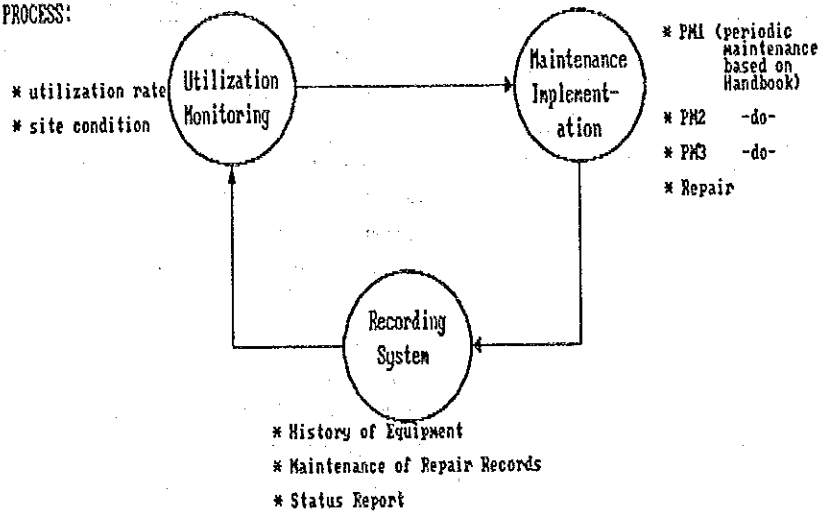 PROCESS:
* utilization rate
* site condition
Utilization
Monitoring
Maintenance
Implement-
ation
* PM1 (periodic
maintenance
based on
Handbook)
* PM2 -do-
* PM3 -do-
* Repair
Recording
System
* History of Equipment
* Maintenance of Repair Records
* Status Report